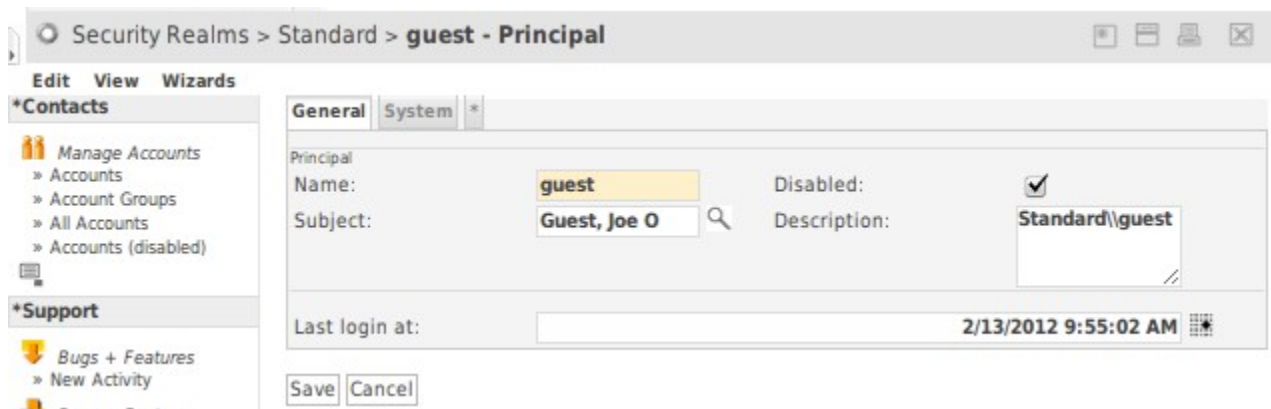 Security Realms > Standard > guest - Principal
Edit View Wizards
*Contacts
Manage Accounts
» Accounts
» Account Groups
» All Accounts
» Accounts (disabled)
*Support
Bugs + Features
» New Activity
General System *
Principal
Name: guest Disabled:
Subject: Guest, Joe O Description: Standard\\guest
Last login at: 2/13/2012 9:55:02 AM
Save Cancel